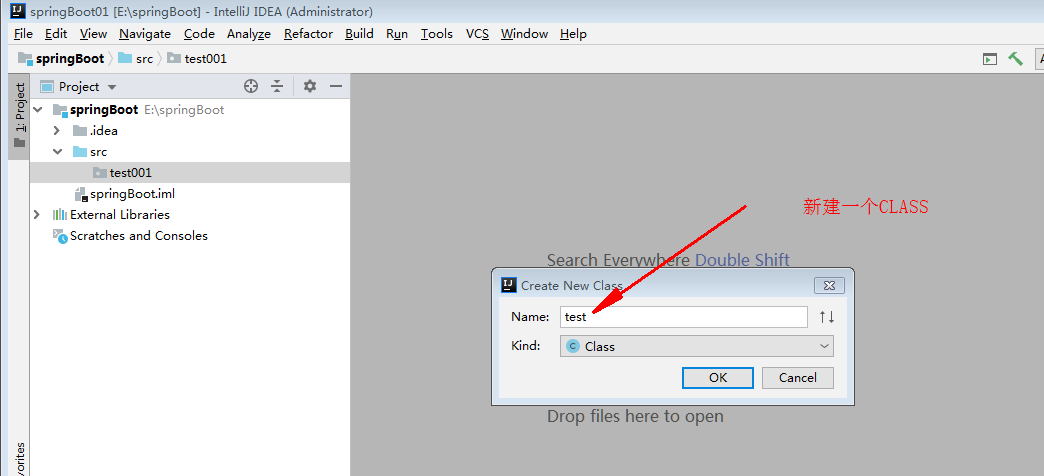 springBoot01 [E:\springBoot] - IntelliJ IDEA (Administrator)
File Edit View Navigate Code Analyze Refactor Build Run Tools VCS Window Help
springBoot src test001
1: Project
Project
springBoot E:\springBoot
.idea
src
test001
springBoot.iml
External Libraries
Scratches and Consoles
新建一个CLASS
Search Everywhere Double Shift
Create New Class
Name: test
Kind: C Class
OK Cancel
Drop files here to open